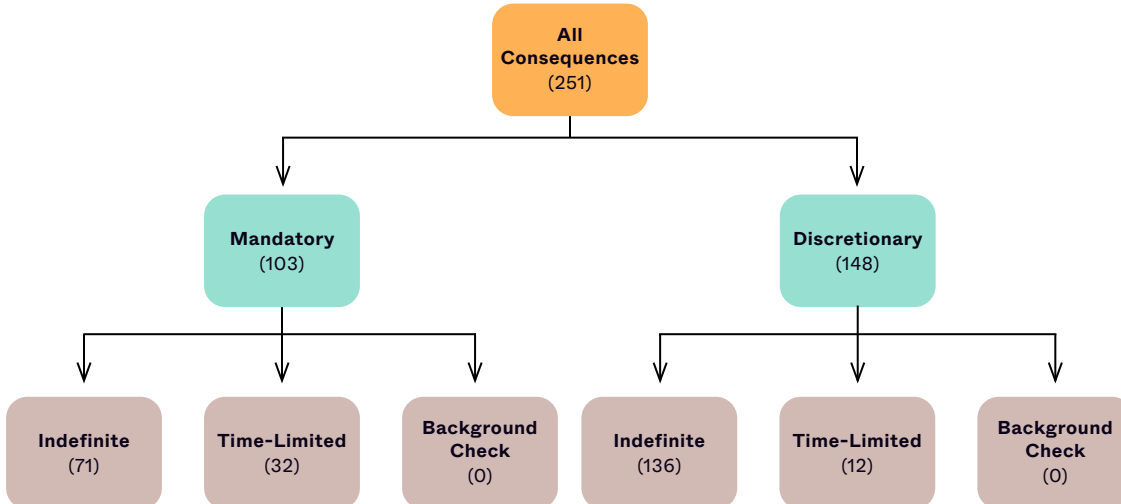 All
Consequences
(251)
Mandatory
(103)
Discretionary
(148)
Indefinite
(71)
Time-Limited
(32)
Background
Check
(0)
Indefinite
(136)
Time-Limited
(12)
Background
Check
(0)